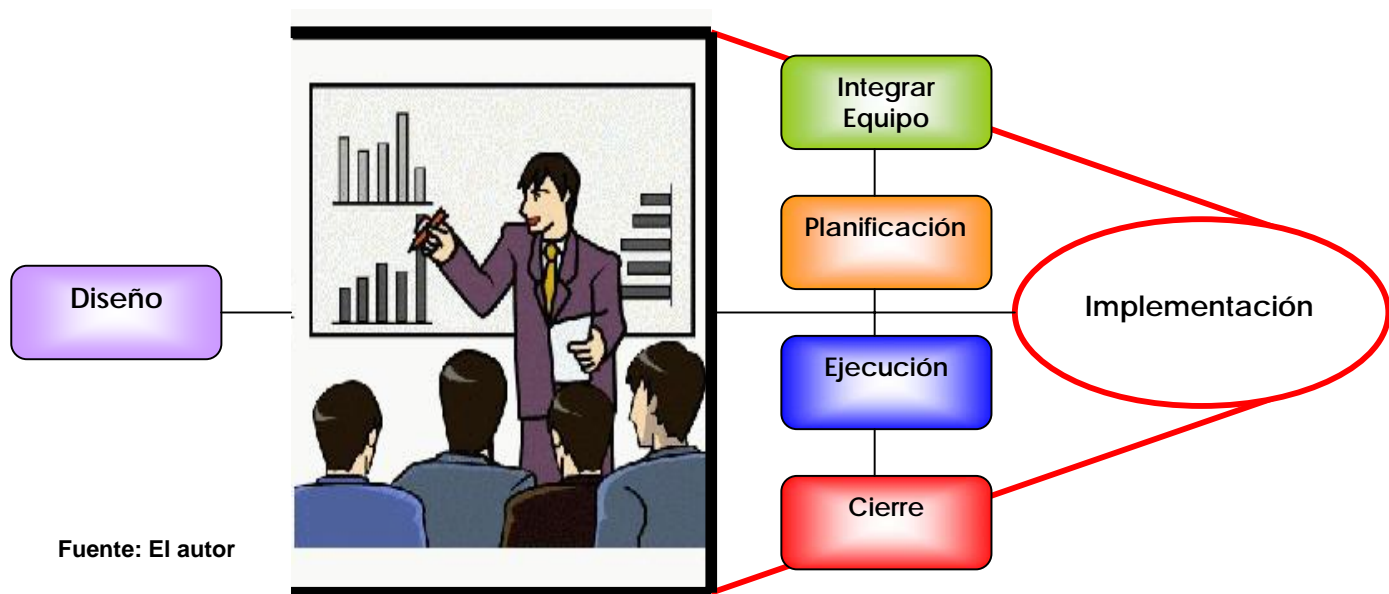 Diseño
Integrar
Equipo
Planificación
Ejecución
Cierre
Implementación
Fuente: El autor